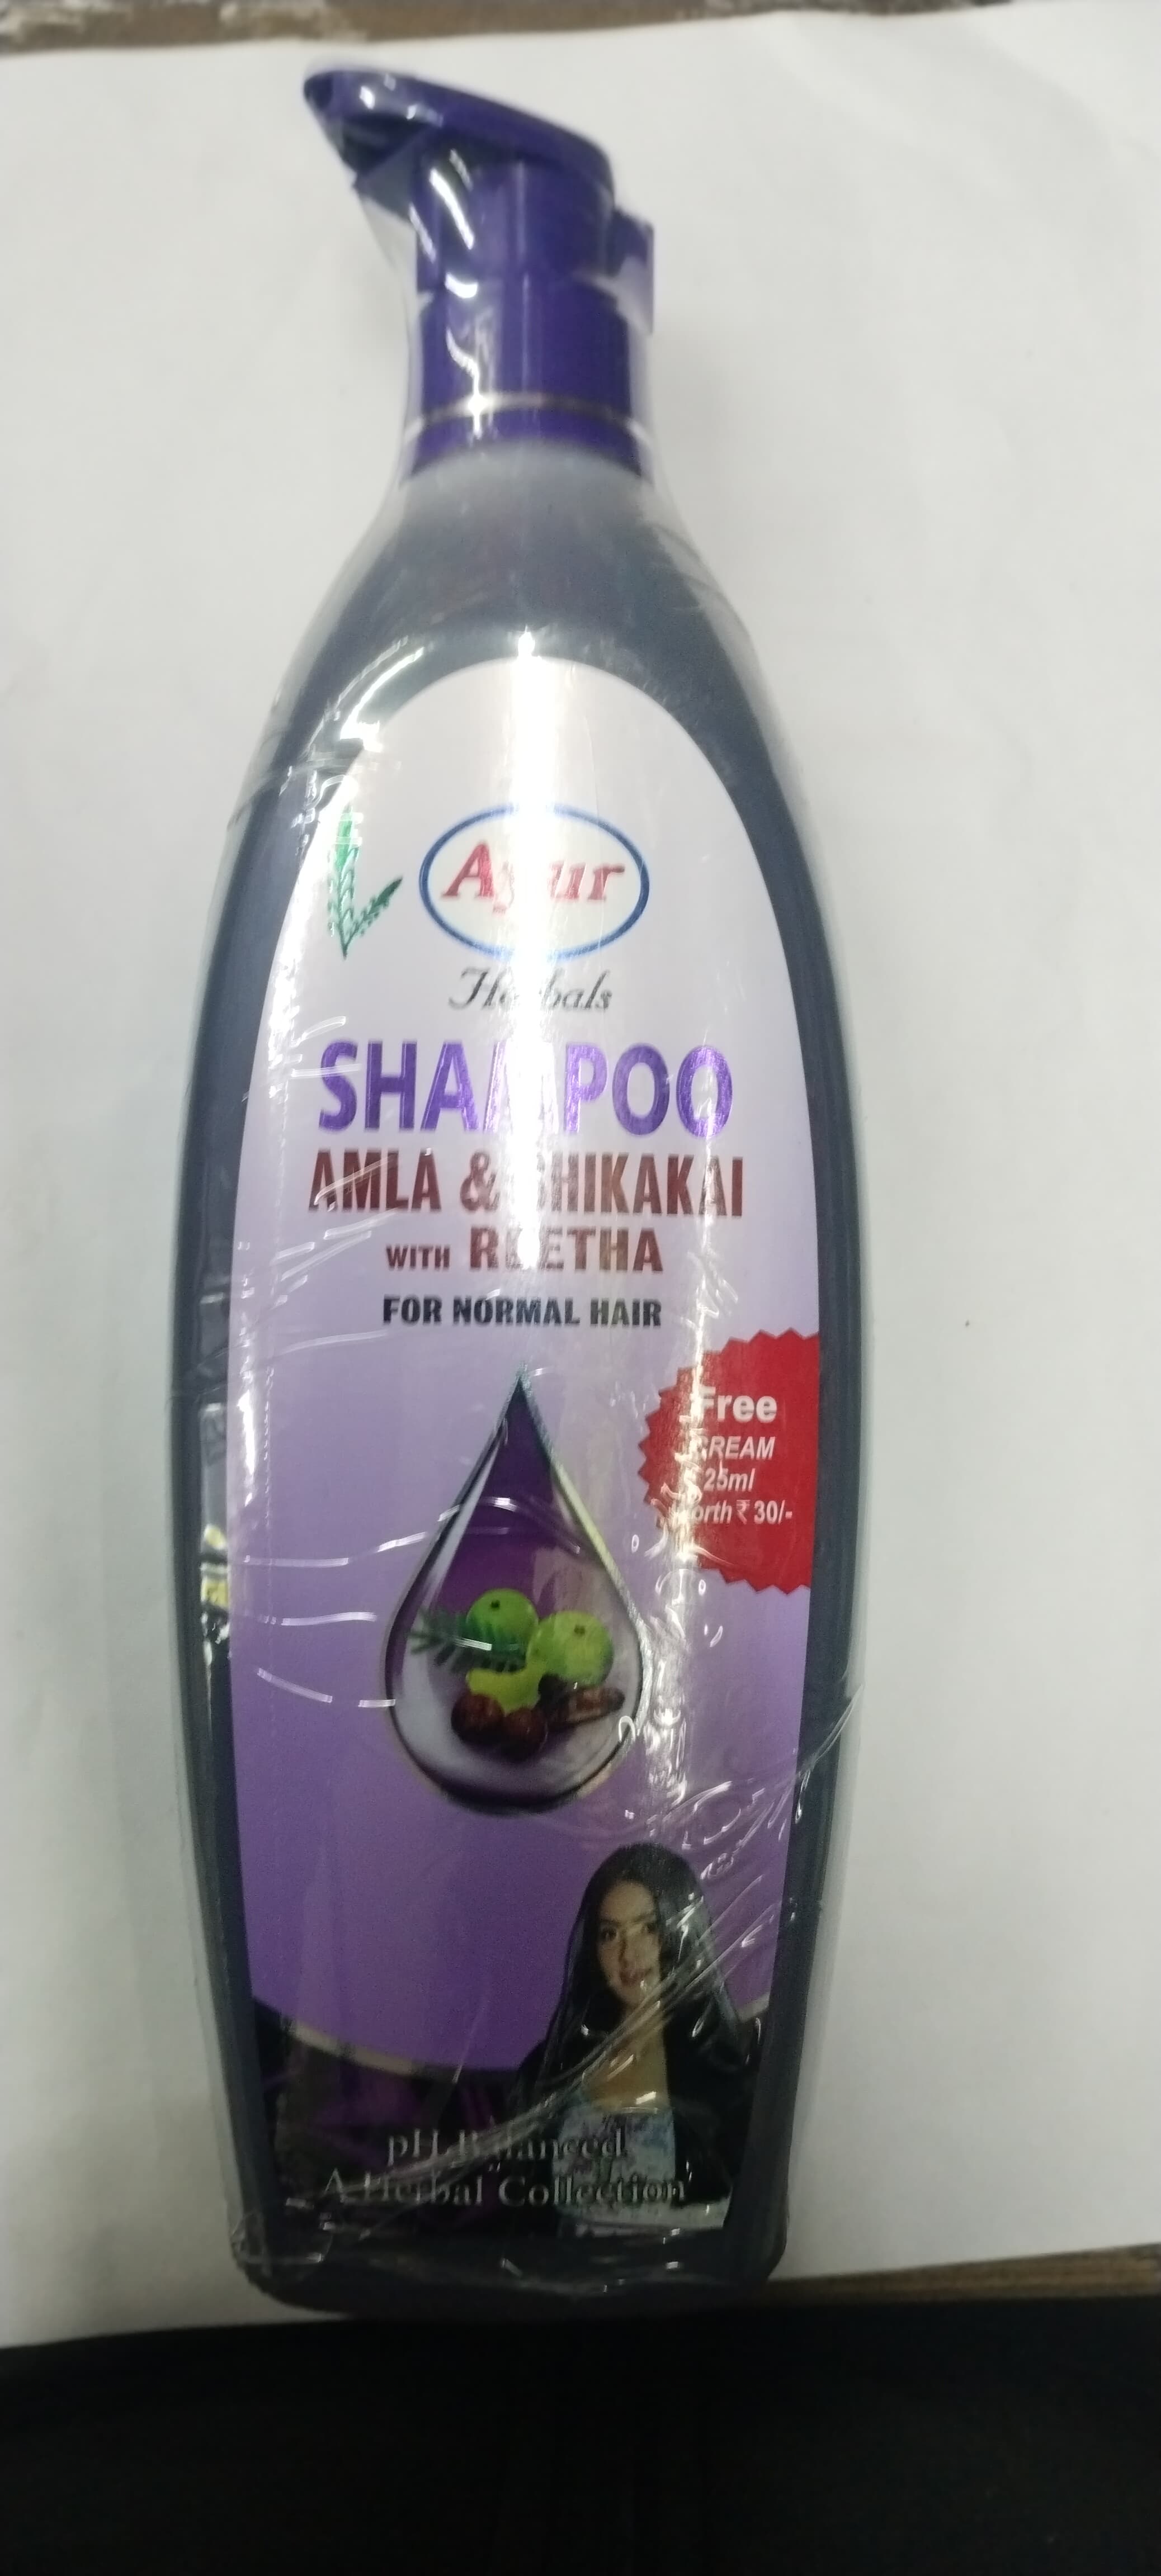 Ayur
Herbals
SHAMPOO
AMLA & SHIKAKAI
WITH REETHA
FOR NORMAL HAIR
Free
CREAM
25ml
Worth ₹ 30/-
pH Balanced
A Herbal Collection